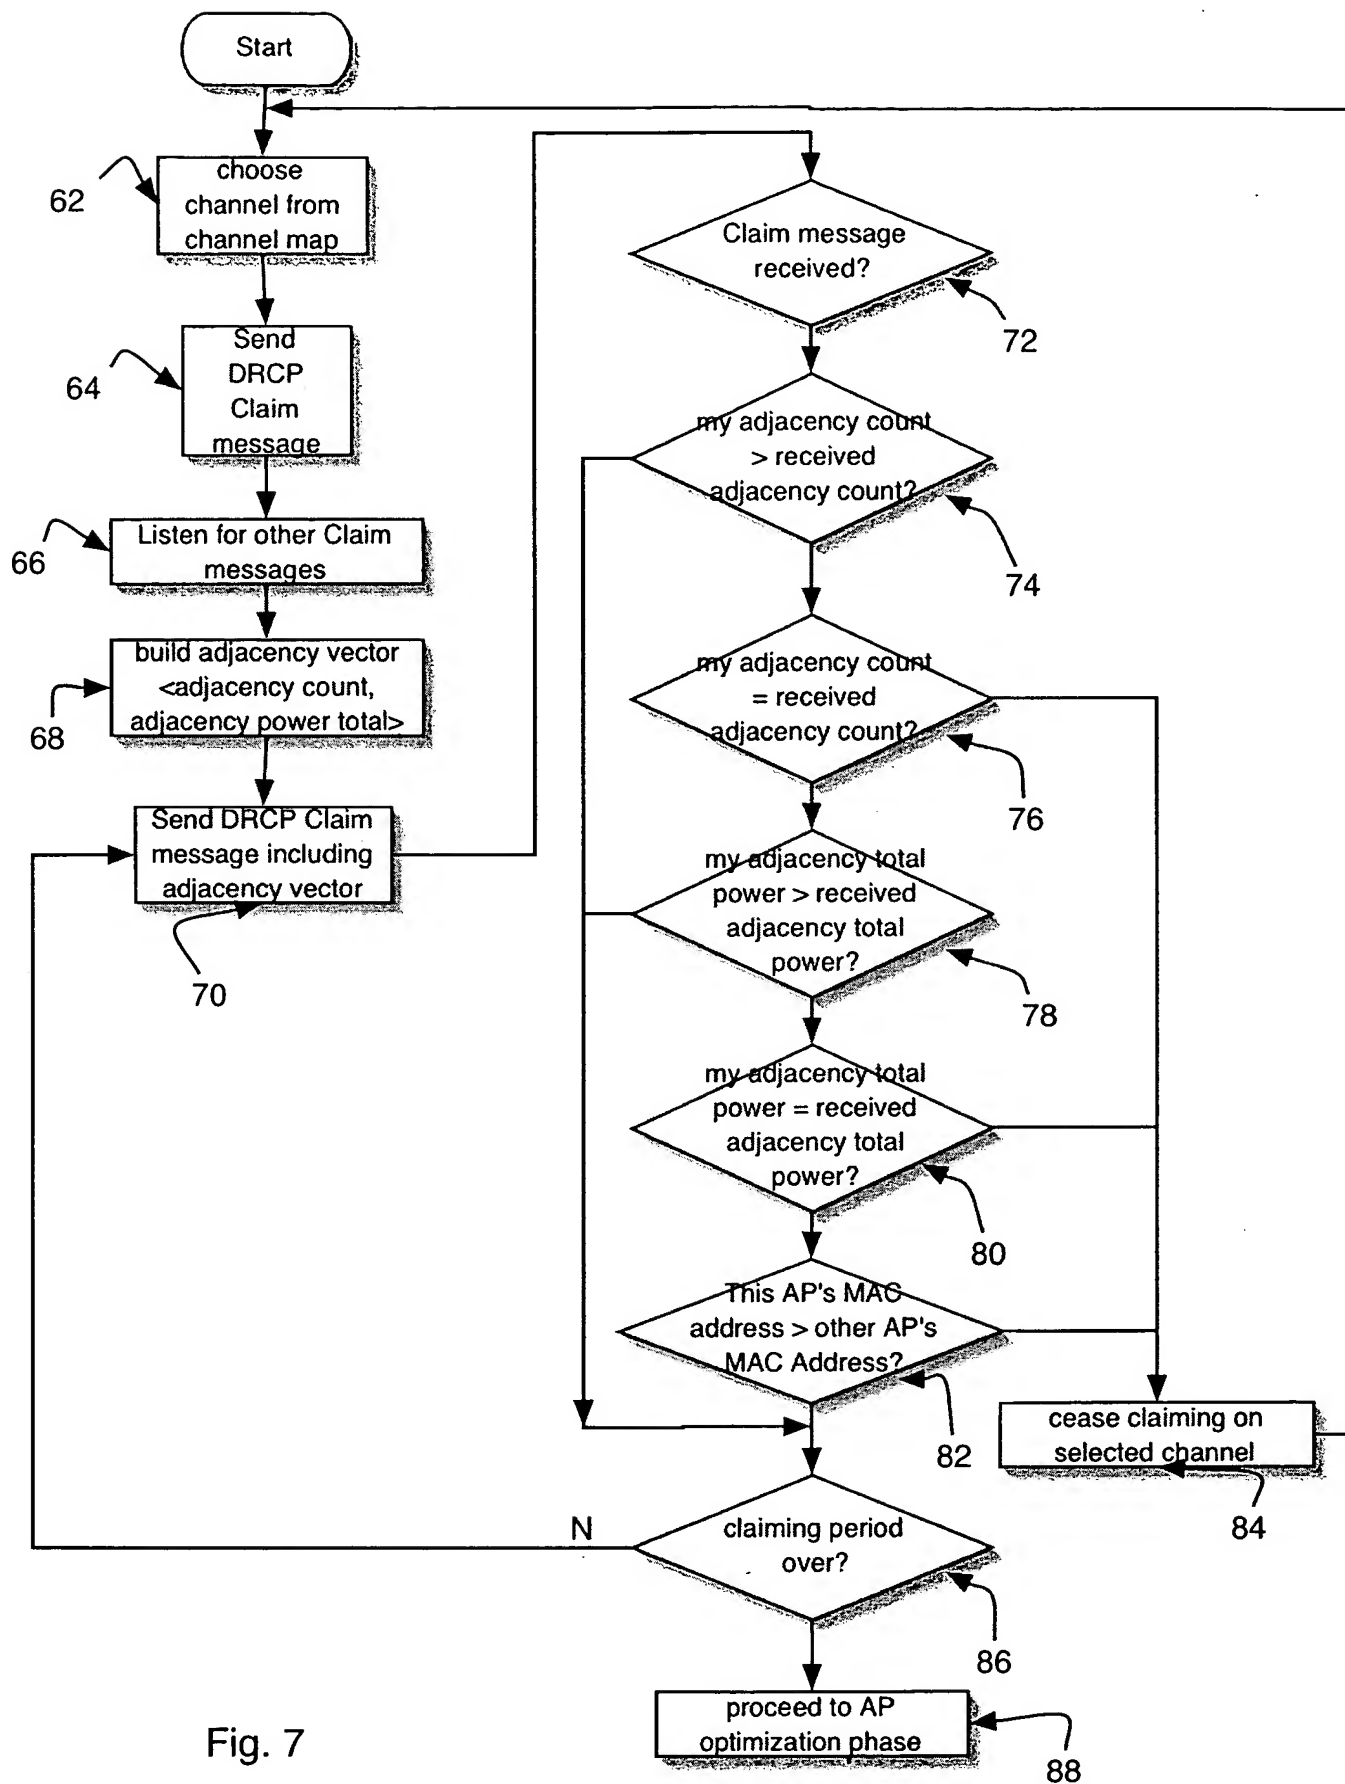 Start
choose
channel from
channel map
62
Send
DRCP
Claim
message
64
Listen for other Claim
messages
66
build adjacency vector
<adjacency count,
adjacency power total>
68
Send DRCP Claim
message including
adjacency vector
70
Claim message
received?
72
my adjacency count
> received
adjacency count?
74
my adjacency count
= received
adjacency count?
76
my adjacency total
power > received
adjacency total
power?
78
my adjacency total
power = received
adjacency total
power?
80
This AP's MAC
address > other AP's
MAC Address?
82
cease claiming on
selected channel
84
claiming period
over?
N
86
proceed to AP
optimization phase
88
Fig. 7